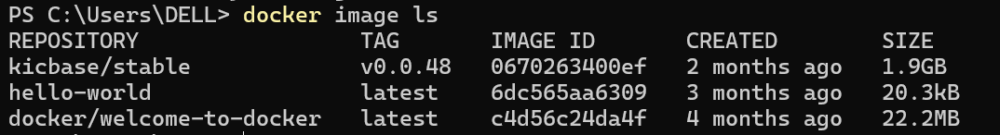 PS C:\Users\DELL> docker image ls
REPOSITORY TAG IMAGE ID CREATED SIZE
kicbase/stable v0.0.48 0670263400ef 2 months ago 1.9GB
hello-world latest 6dc565aa6309 3 months ago 20.3kB
docker/welcome-to-docker latest c4d56c24da4f 4 months ago 22.2MB